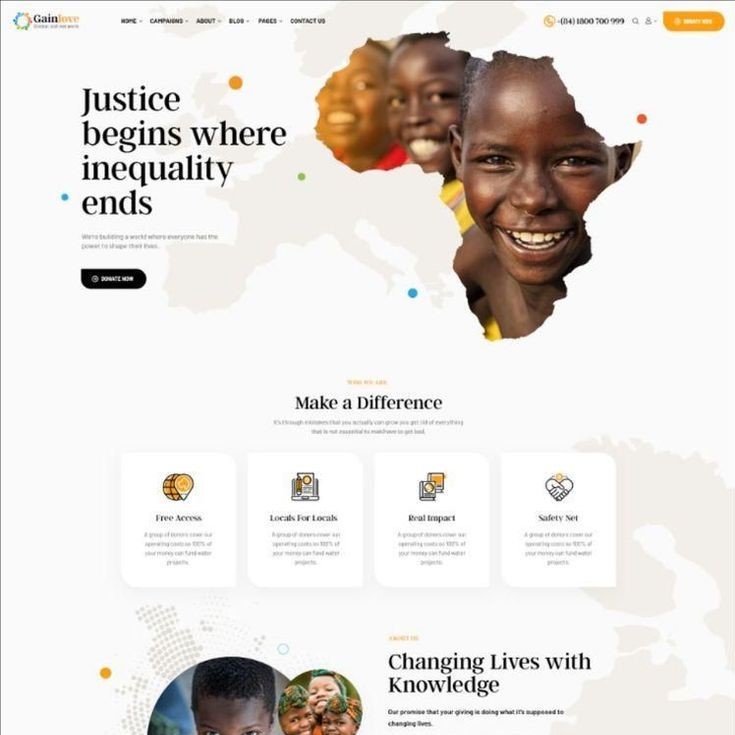 Gainlove
HOME CAMPAIGNS ABOUT BLOG PAGES CONTACT US
+(84) 1800 700 999
DONATE NOW
Justice
begins where
inequality
ends
We're building a world where everyone has the
power to shape their lives.
DONATE NOW
Make a Difference
It's through mistakes that you actually can grow you get rid of everything
that is not essential to
Free Access
A group of donors cover our
operating costs so 100% of
your money can fund water
projects.
Locals For Locals
A group of donors cover our
operating costs so 100% of
your money can fund water
projects.
Real Impact
A group of donors cover our
operating costs so 100% of
your money can fund water
projects.
Safety Net
A group of donors cover our
operating costs so 100% of
your money can fund water
projects.
ABOUT US
Changing Lives with
Knowledge
Our promise that your giving is doing what it's supposed to
changing lives.